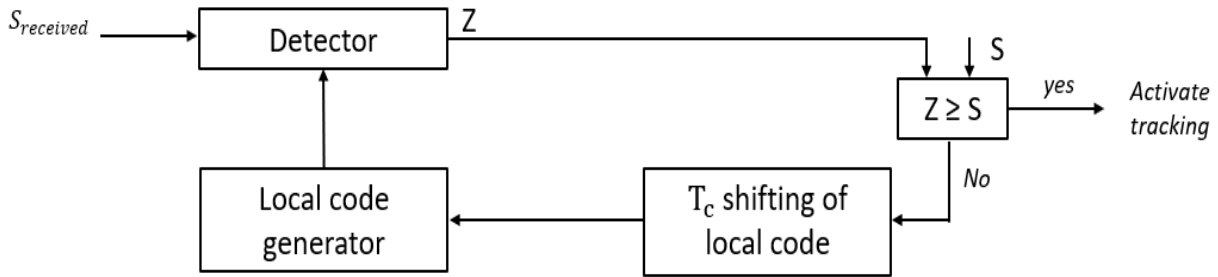 S_received
Detector
Z
S
Z ≥ S
yes
Activate
tracking
No
Local code
generator
T_c shifting of
local code